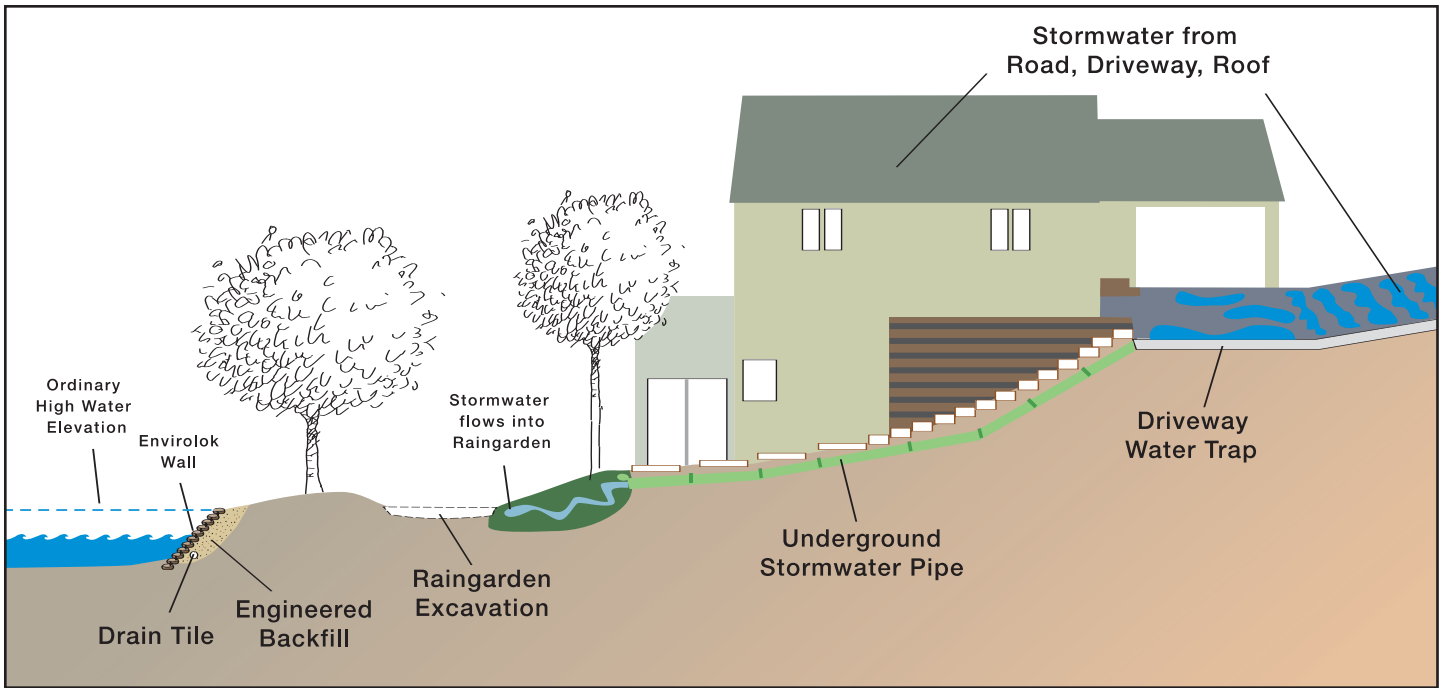 Stormwater from
Road, Driveway, Roof
Ordinary
High Water
Elevation
Envirolok
Wall
Stormwater
flows into
Raingarden
Driveway
Water Trap
Underground
Stormwater Pipe
Raingarden
Excavation
Engineered
Backfill
Drain Tile